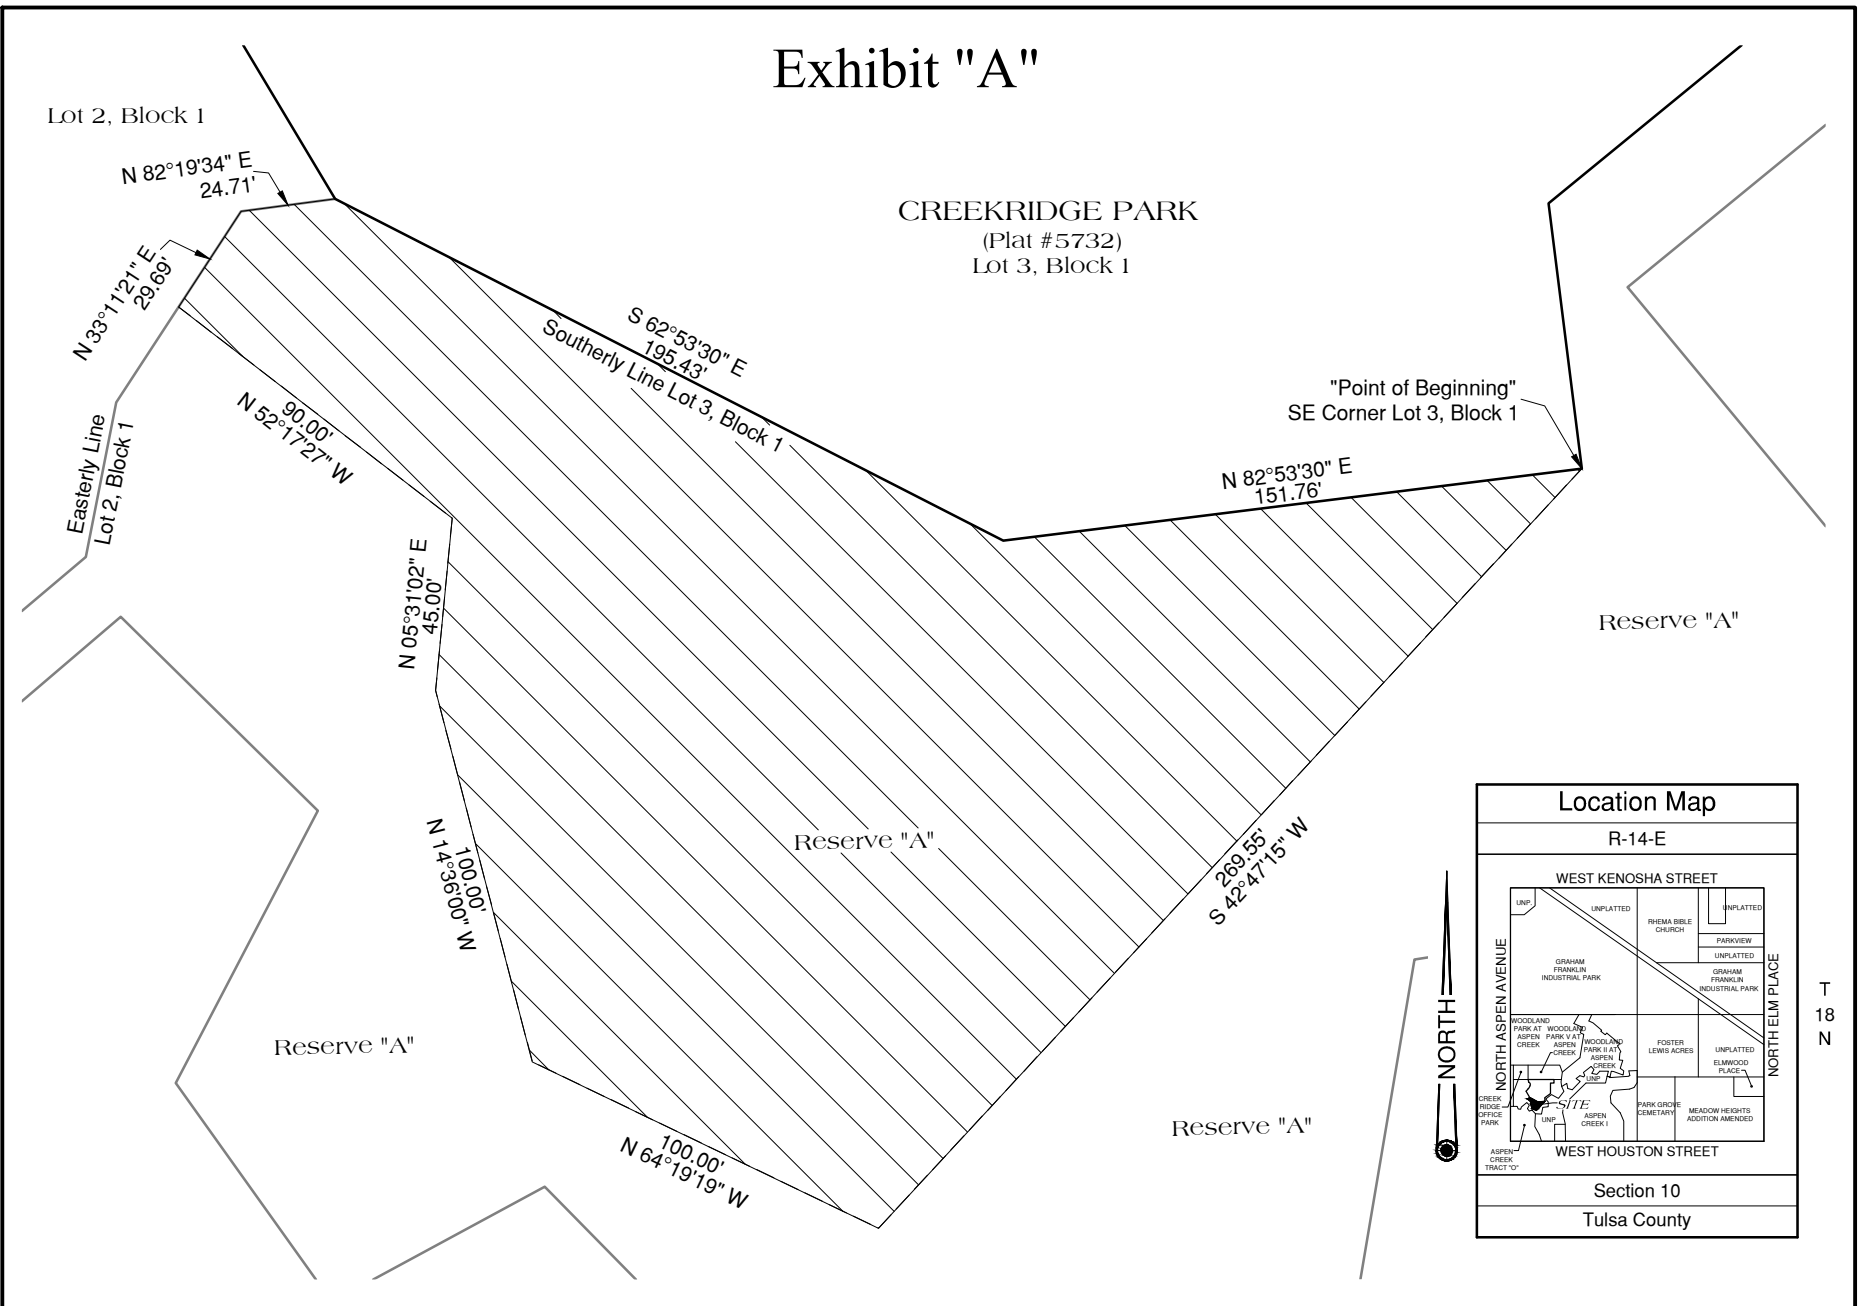 Exhibit "A"
Lot 2, Block 1
N 82°19'34" E
24.71'
CREEKRIDGE PARK
(Plat #5732)
Lot 3, Block 1
N 33°11'21" E
29.69'
S 62°53'30" E
195.43'
Southerly Line Lot 3, Block 1
"Point of Beginning"
SE Corner Lot 3, Block 1
90.00'
N 52°17'27" W
Easterly Line
Lot 2, Block 1
N 82°53'30" E
151.76'
N 05°31'02" E
45.00'
Reserve "A"
Reserve "A"
100.00'
N 14°36'00" W
269.55'
S 42°47'15" W
Reserve "A"
Reserve "A"
100.00'
N 64°19'19" W
NORTH
Location Map
R-14-E
WEST KENOSHA STREET
UNP.
UNPLATTED
RHEMA BIBLE
CHURCH
UNPLATTED
PARKVIEW
UNPLATTED
GRAHAM
FRANKLIN
INDUSTRIAL PARK
GRAHAM
FRANKLIN
INDUSTRIAL PARK
NORTH ASPEN AVENUE
NORTH ELM PLACE
T
18
N
WOODLAND
PARK AT
ASPEN
CREEK
WOODLAND
PARK V AT
ASPEN
CREEK
WOODLAND
PARK II AT
ASPEN
CREEK
FOSTER
LEWIS ACRES
UNPLATTED
ELMWOOD
PLACE
UNP
CREEK
RIDGE
OFFICE
PARK
SITE
UNP
ASPEN
CREEK I
PARK GROVE
CEMETARY
MEADOW HEIGHTS
ADDITION AMENDED
ASPEN
CREEK
TRACT "O"
WEST HOUSTON STREET
Section 10
Tulsa County